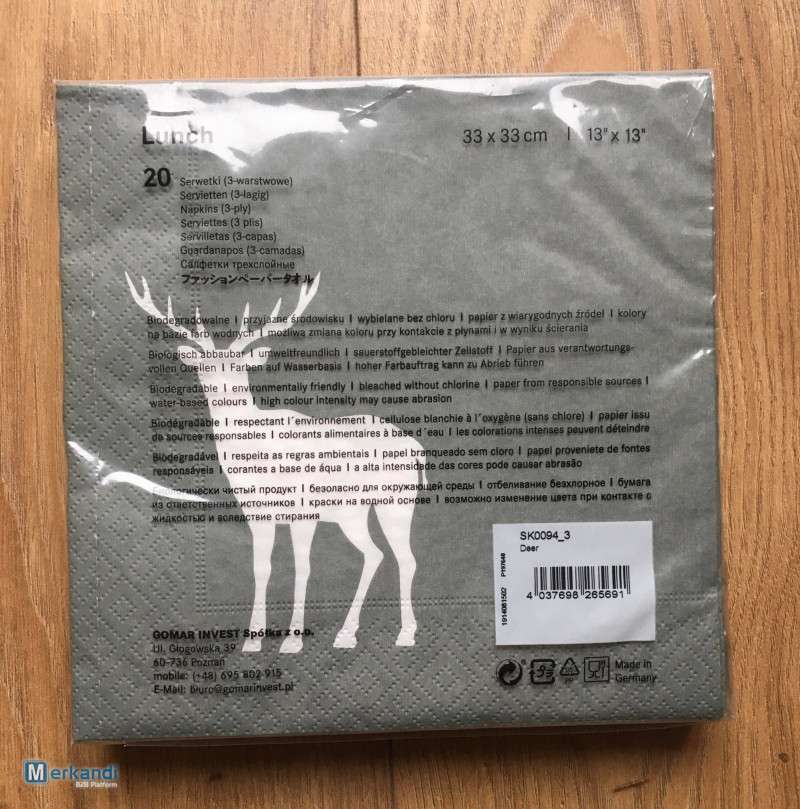 Lunch
33 x 33 cm | 13" x 13"
20 Serwetki (3-warstwowe)
Servietten (3-lagig)
Napkins (3-ply)
Serviettes (3 plis)
Servilletas (3-capas)
Guardanapos (3-camadas)
Салфетки трехслойные
ファッションペーパータオル
Biodegradowalne | przyjazne środowisku | wybielane bez chloru | papier z wiarygodnych źródeł | kolory
na bazie farb wodnych | możliwa zmiana koloru przy kontakcie z płynami i w wyniku ścierania
Biologisch abbaubar | umweltfreundlich | sauerstoffgebleichter Zellstoff | Papier aus verantwortungs-
vollen Quellen | Farben auf Wasserbasis | hoher Farbauftrag kann zu Abrieb führen
Biodegradable | environmentally friendly | bleached without chlorine | paper from responsible sources |
water-based colours | high colour intensity may cause abrasion
Biodégradable | respectant l'environnement | cellulose blanchie à l'oxygène (sans chlore) | papier issu
de sources responsables | colorants alimentaires à base d'eau | les colorations intenses peuvent déteindre
Biodegradável | respeita as regras ambientais | papel branqueado sem cloro | papel proveniete de fontes
responsáveis | corantes a base de áqua | a alta intensidade das cores pode causar abrasão
Экологически чистый продукт | безопасно для окружающей среды | отбеливание безхлорное | бумага
из ответственных источников | краски на водной основе | возможно изменение цвета при контакте с
жидкостью и вследствие стирания
SK0094_3
Deer
1914081502 P197648
4 037698 265691
GOMAR INVEST Spółka z o.o.
Ul. Głogowska 39
60-736 Poznań
mobile: (+48) 695 802 915
E-Mail: biuro@gomarinvest.pl
Made in
Germany
Merkandi
B2B Platform